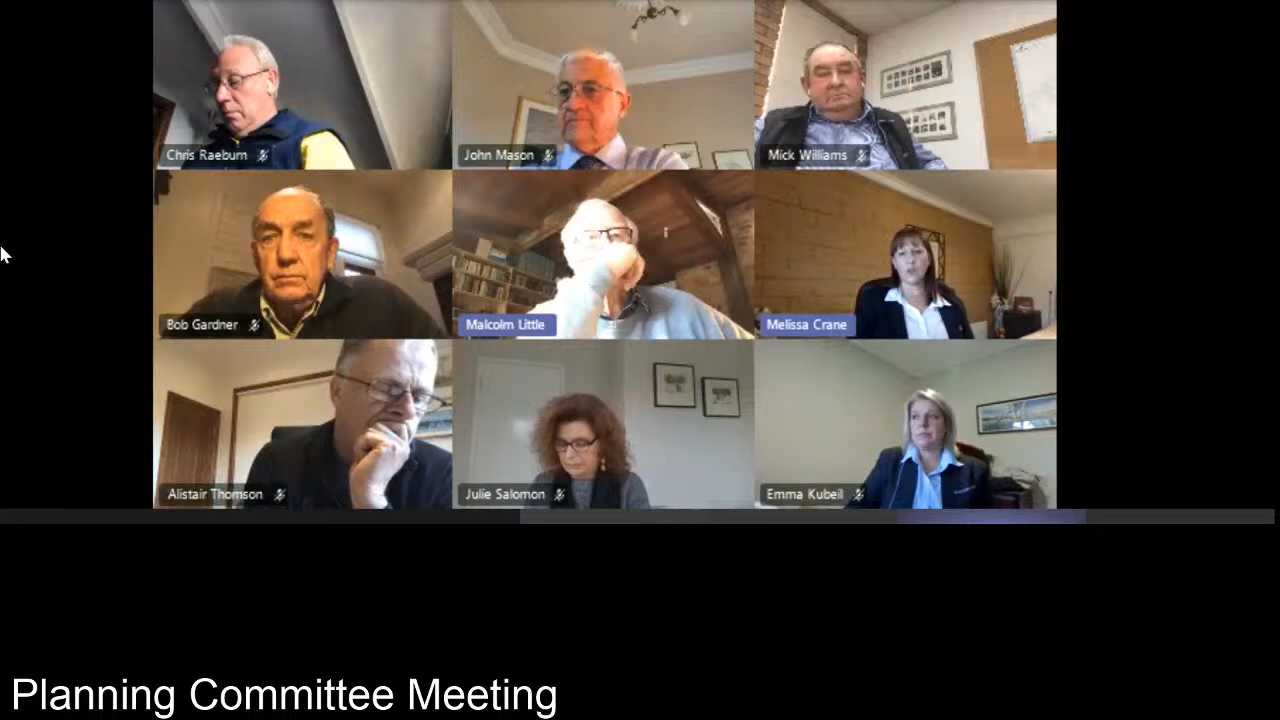 Chris Raeburn
John Mason
Mick Williams
Bob Gardner
Malcolm Little
Melissa Crane
Alistair Thomson
Julie Salomon
Emma Kubeil
Planning Committee Meeting